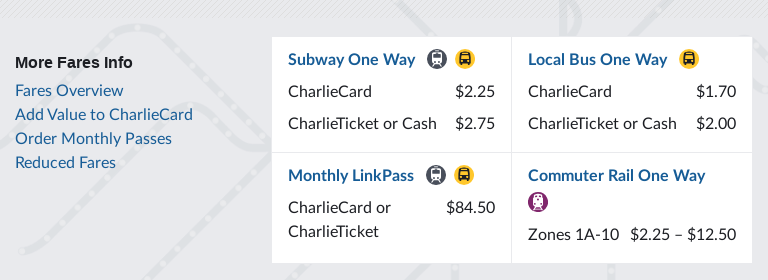 More Fares Info
Fares Overview
Add Value to CharlieCard
Order Monthly Passes
Reduced Fares
Subway One Way
CharlieCard $2.25
CharlieTicket or Cash $2.75
Local Bus One Way
CharlieCard $1.70
CharlieTicket or Cash $2.00
Monthly LinkPass
CharlieCard or $84.50
CharlieTicket
Commuter Rail One Way
Zones 1A-10 $2.25 – $12.50